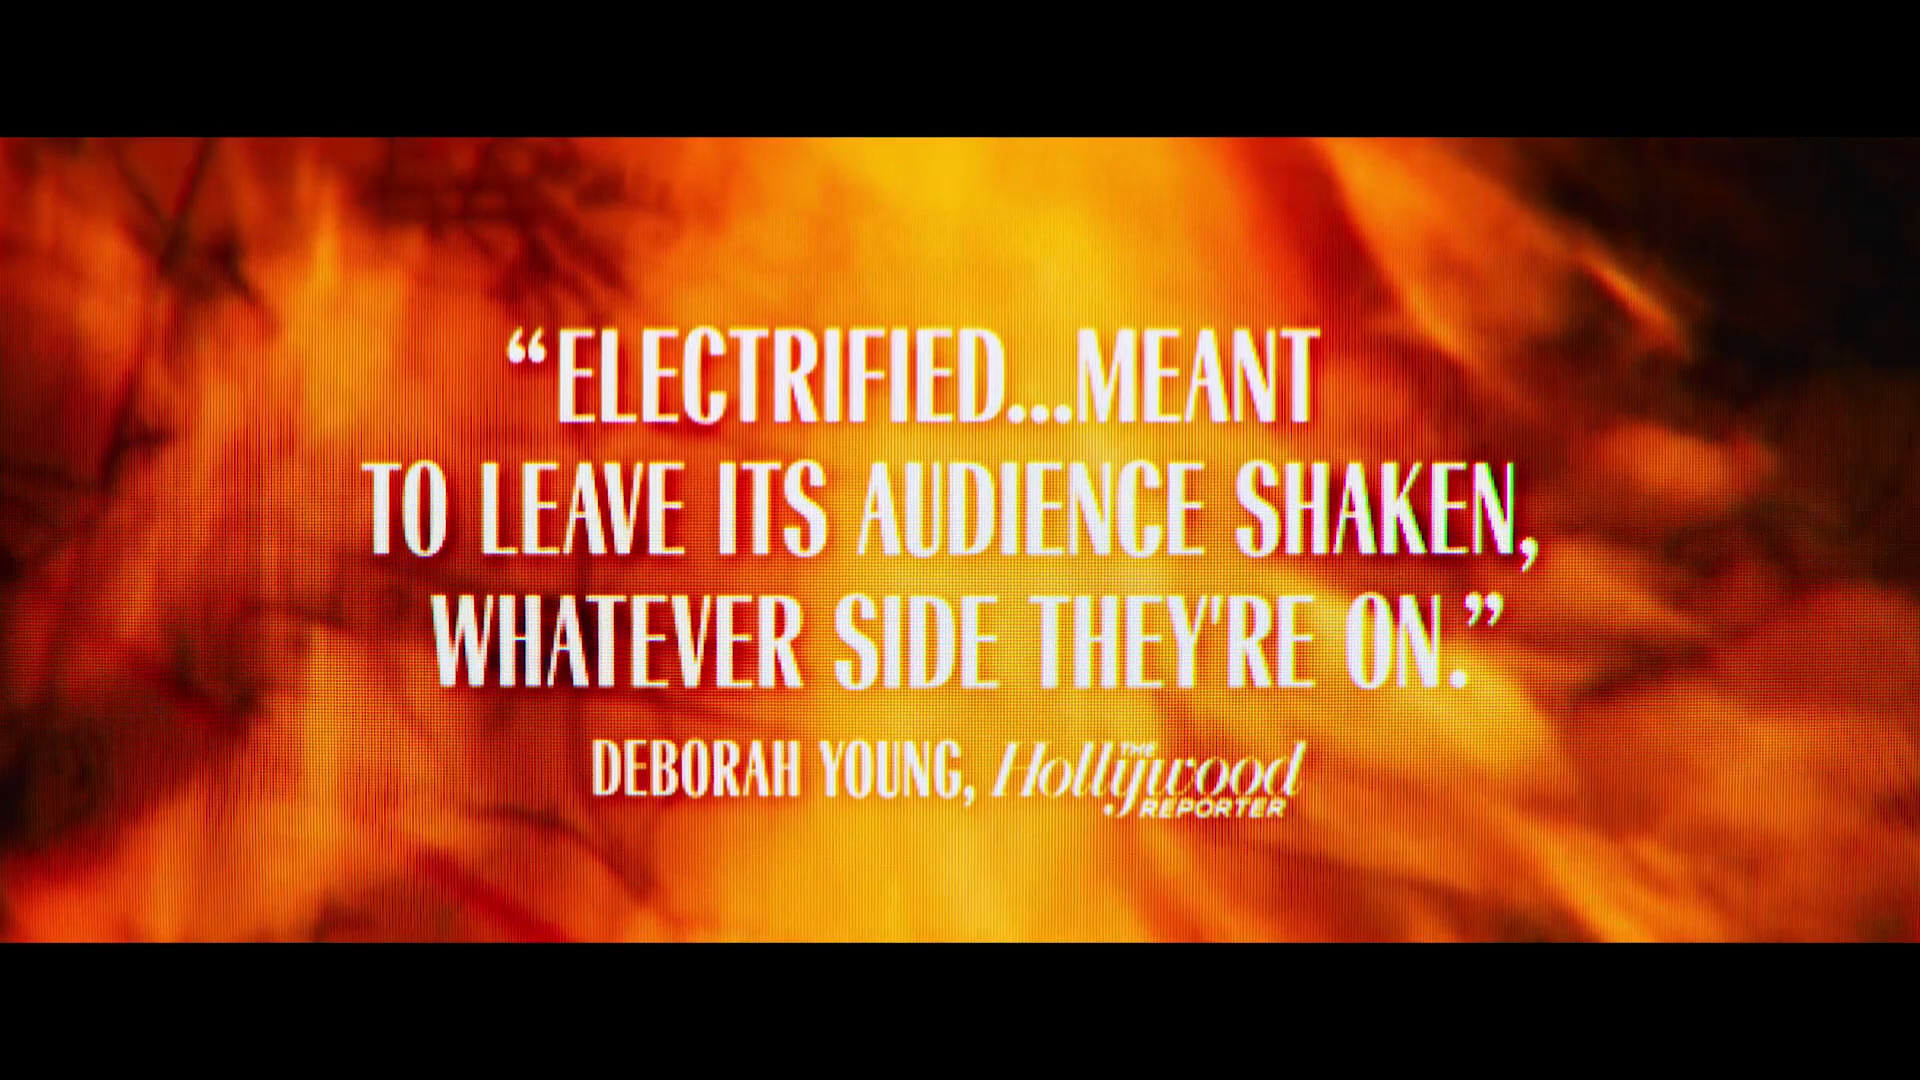 “ELECTRIFIED...MEANT
TO LEAVE ITS AUDIENCE SHAKEN,
WHATEVER SIDE THEY'RE ON.”
DEBORAH YOUNG, THE Hollywood REPORTER